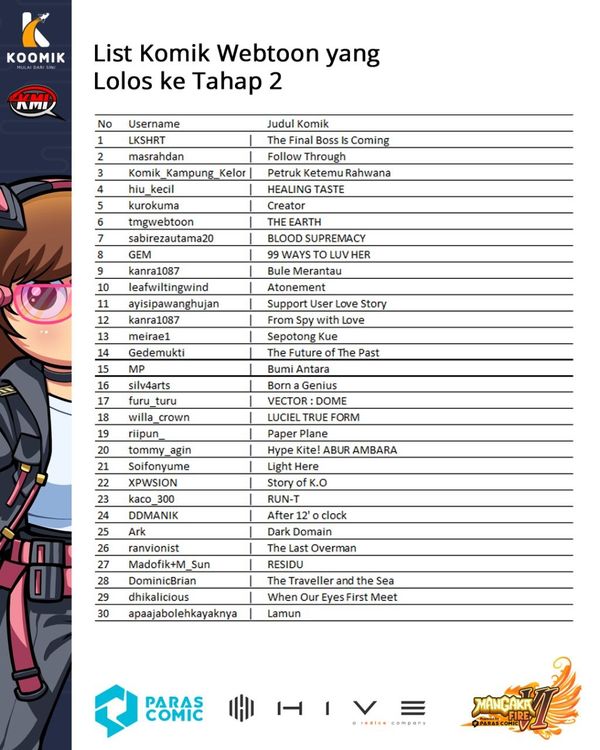 KOOMIK
MULAI DARI SINI
KMI
List Komik Webtoon yang
Lolos ke Tahap 2
No Username Judul Komik
1 LKSHRT | The Final Boss Is Coming
2 masrahdan | Follow Through
3 Komik_Kampung_Kelor | Petruk Ketemu Rahwana
4 hiu_kecil | HEALING TASTE
5 kurokuma | Creator
6 tmgwebtoon | THE EARTH
7 sabirezautama20 | BLOOD SUPREMACY
8 GEM | 99 WAYS TO LUV HER
9 kanra1087 | Bule Merantau
10 leafwiltingwind | Atonement
11 ayisipawanghujan | Support User Love Story
12 kanra1087 | From Spy with Love
13 meirae1 | Sepotong Kue
14 Gedemukti | The Future of The Past
15 MP | Bumi Antara
16 silv4arts | Born a Genius
17 furu_turu | VECTOR : DOME
18 willa_crown | LUCIEL TRUE FORM
19 riipun_ | Paper Plane
20 tommy_agin | Hype Kite! ABUR AMBARA
21 Soifonyume | Light Here
22 XPWSION | Story of K.O
23 kaco_300 | RUN-T
24 DDMANIK | After 12' o clock
25 Ark | Dark Domain
26 ranvionist | The Last Overman
27 Madofik+M_Sun | RESIDU
28 DominicBrian | The Traveller and the Sea
29 dhikalicious | When Our Eyes First Meet
30 apaajabolehkayaknya | Lamun
PARAS
COMIC
HIVE
a redice company
MANGAKA
FIRE VI
PARAS COMIC